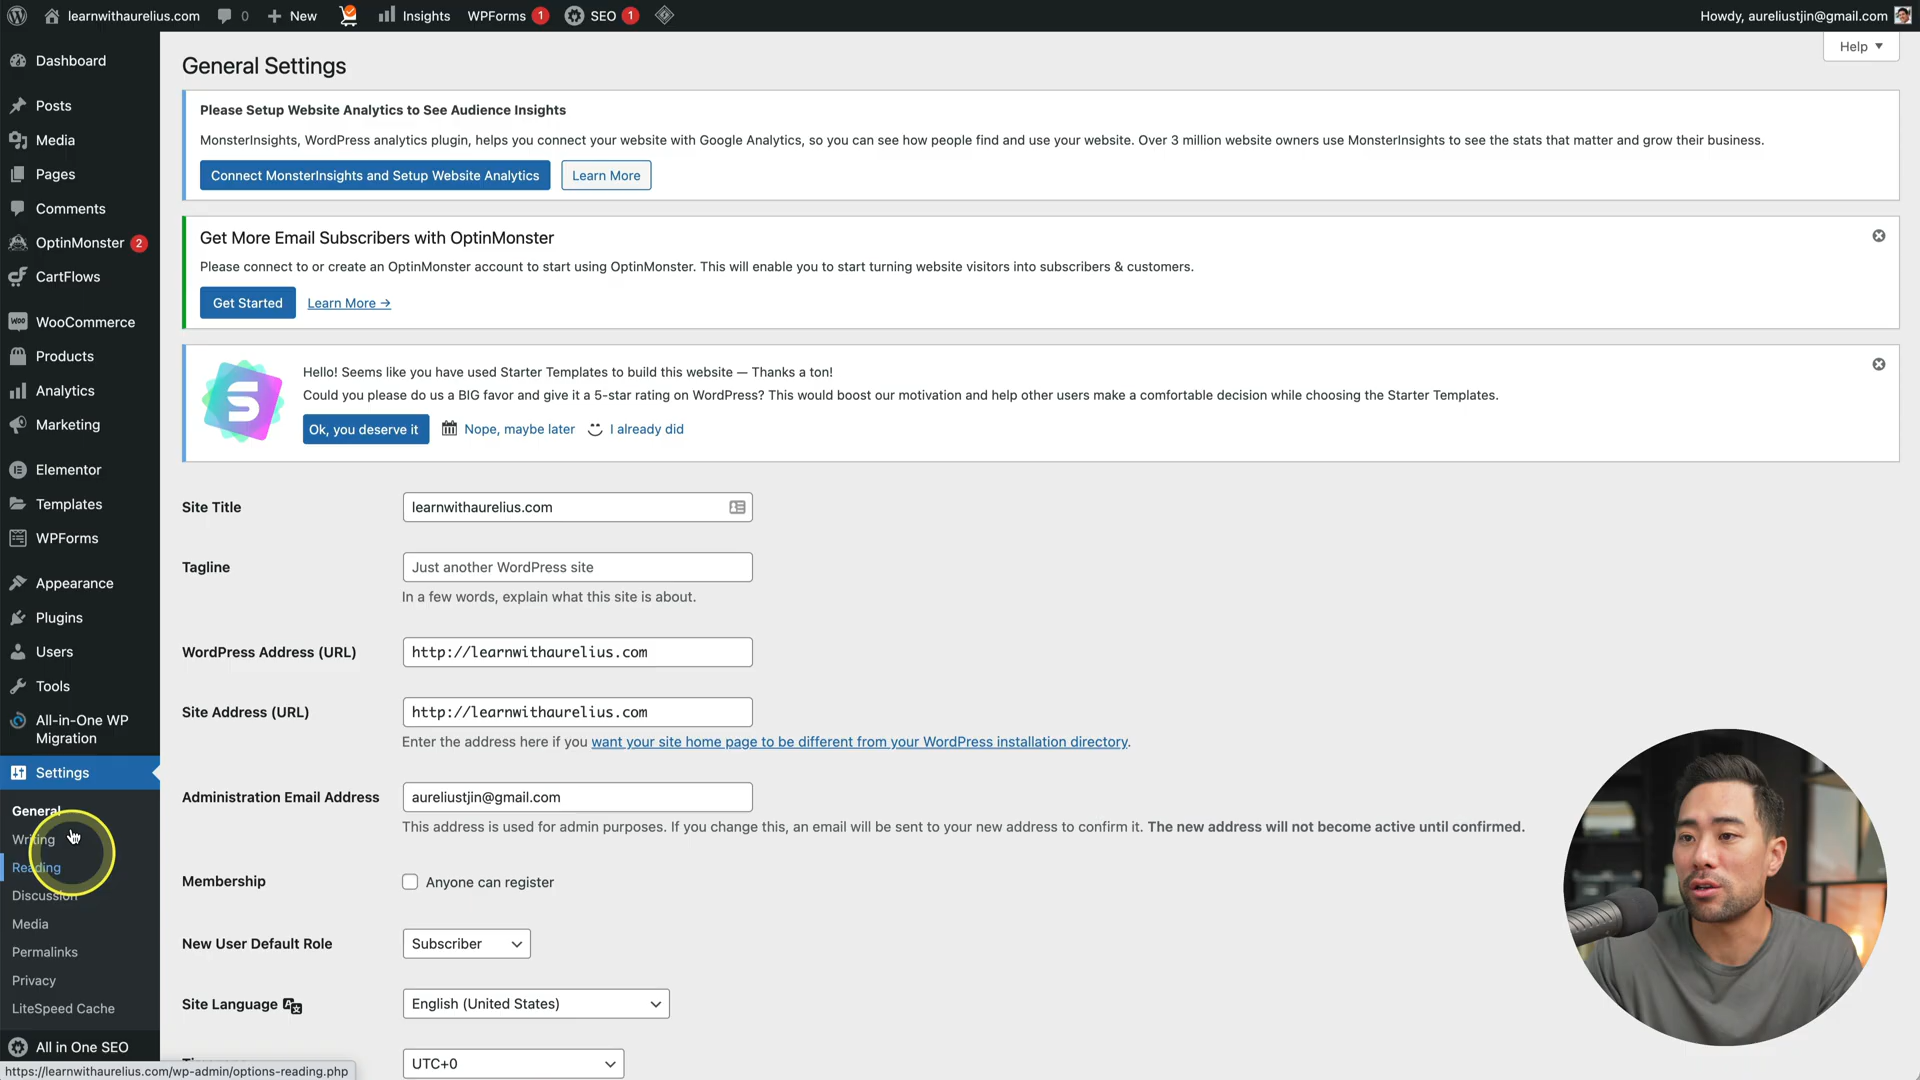 learnwithaurelius.com 0 New Insights WPForms 1 SEO 1 Howdy, aureliustjin@gmail.com
Help
Dashboard
Posts
Media
Pages
Comments
OptinMonster 2
CartFlows
WooCommerce
Products
Analytics
Marketing
Elementor
Templates
WPForms
Appearance
Plugins
Users
Tools
All-in-One WP
Migration
Settings
General
Writing
Reading
Discussion
Media
Permalinks
Privacy
LiteSpeed Cache
All in One SEO
General Settings
Please Setup Website Analytics to See Audience Insights
MonsterInsights, WordPress analytics plugin, helps you connect your website with Google Analytics, so you can see how people find and use your website. Over 3 million website owners use MonsterInsights to see the stats that matter and grow their business.
Connect MonsterInsights and Setup Website Analytics Learn More
Get More Email Subscribers with OptinMonster
Please connect to or create an OptinMonster account to start using OptinMonster. This will enable you to start turning website visitors into subscribers & customers.
Get Started Learn More →
Hello! Seems like you have used Starter Templates to build this website — Thanks a ton!
Could you please do us a BIG favor and give it a 5-star rating on WordPress? This would boost our motivation and help other users make a comfortable decision while choosing the Starter Templates.
Ok, you deserve it Nope, maybe later I already did
Site Title learnwithaurelius.com
Tagline Just another WordPress site
In a few words, explain what this site is about.
WordPress Address (URL) http://learnwithaurelius.com
Site Address (URL) http://learnwithaurelius.com
Enter the address here if you want your site home page to be different from your WordPress installation directory.
Administration Email Address aureliustjin@gmail.com
This address is used for admin purposes. If you change this, an email will be sent to your new address to confirm it. The new address will not become active until confirmed.
Membership Anyone can register
New User Default Role Subscriber
Site Language English (United States)
UTC+0
https://learnwithaurelius.com/wp-admin/options-reading.php